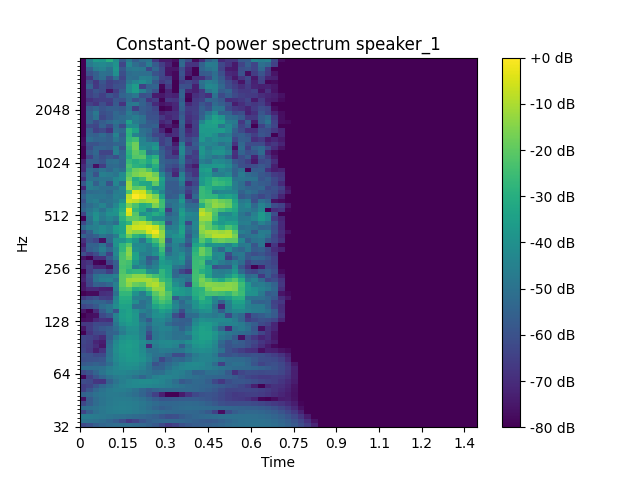 Constant-Q power spectrum speaker_1
Hz
2048
1024
512
256
128
64
32
0 0.15 0.3 0.45 0.6 0.75 0.9 1.1 1.2 1.4
Time
+0 dB
-10 dB
-20 dB
-30 dB
-40 dB
-50 dB
-60 dB
-70 dB
-80 dB